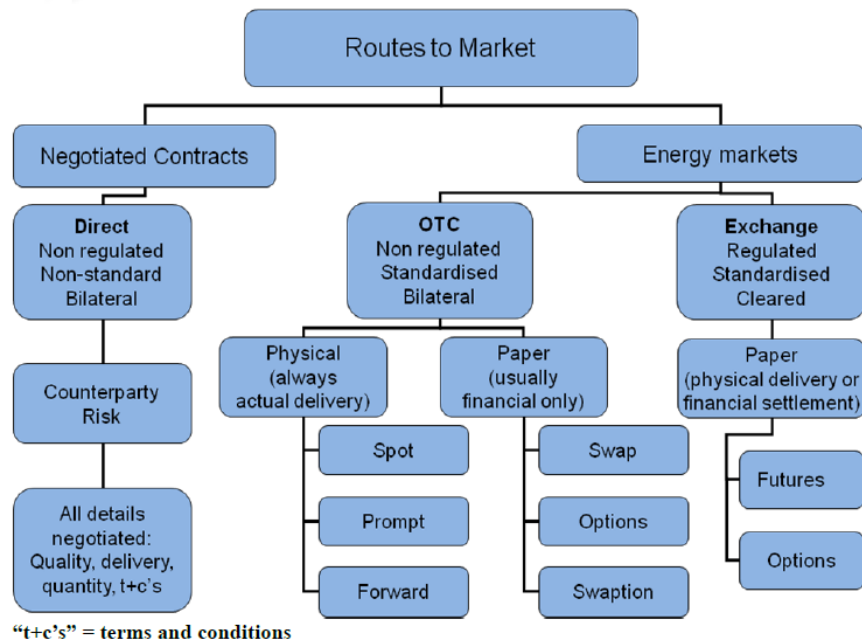 Routes to Market
Negotiated Contracts
Energy markets
Direct
Non regulated
Non-standard
Bilateral
OTC
Non regulated
Standardised
Bilateral
Exchange
Regulated
Standardised
Cleared
Counterparty
Risk
Physical
(always
actual delivery)
Paper
(usually
financial only)
Paper
(physical delivery or
financial settlement)
All details
negotiated:
Quality, delivery,
quantity, t+c's
Spot
Prompt
Forward
Swap
Options
Swaption
Futures
Options
“t+c’s” = terms and conditions